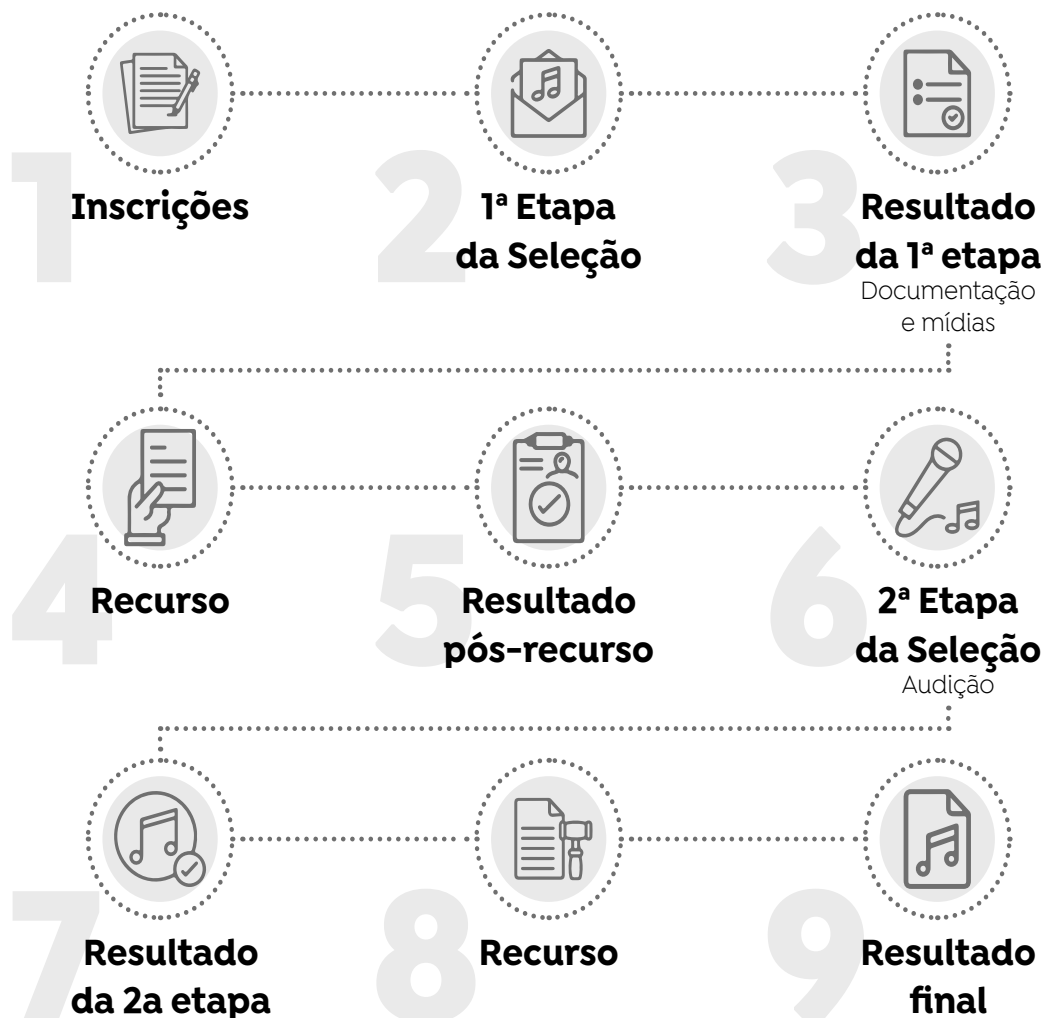 1
Inscrições
2
1ª Etapa
da Seleção
3
Resultado
da 1ª etapa
Documentação
e mídias
4
Recurso
5
Resultado
pós-recurso
6
2ª Etapa
da Seleção
Audição
7
Resultado
da 2a etapa
8
Recurso
9
Resultado
final